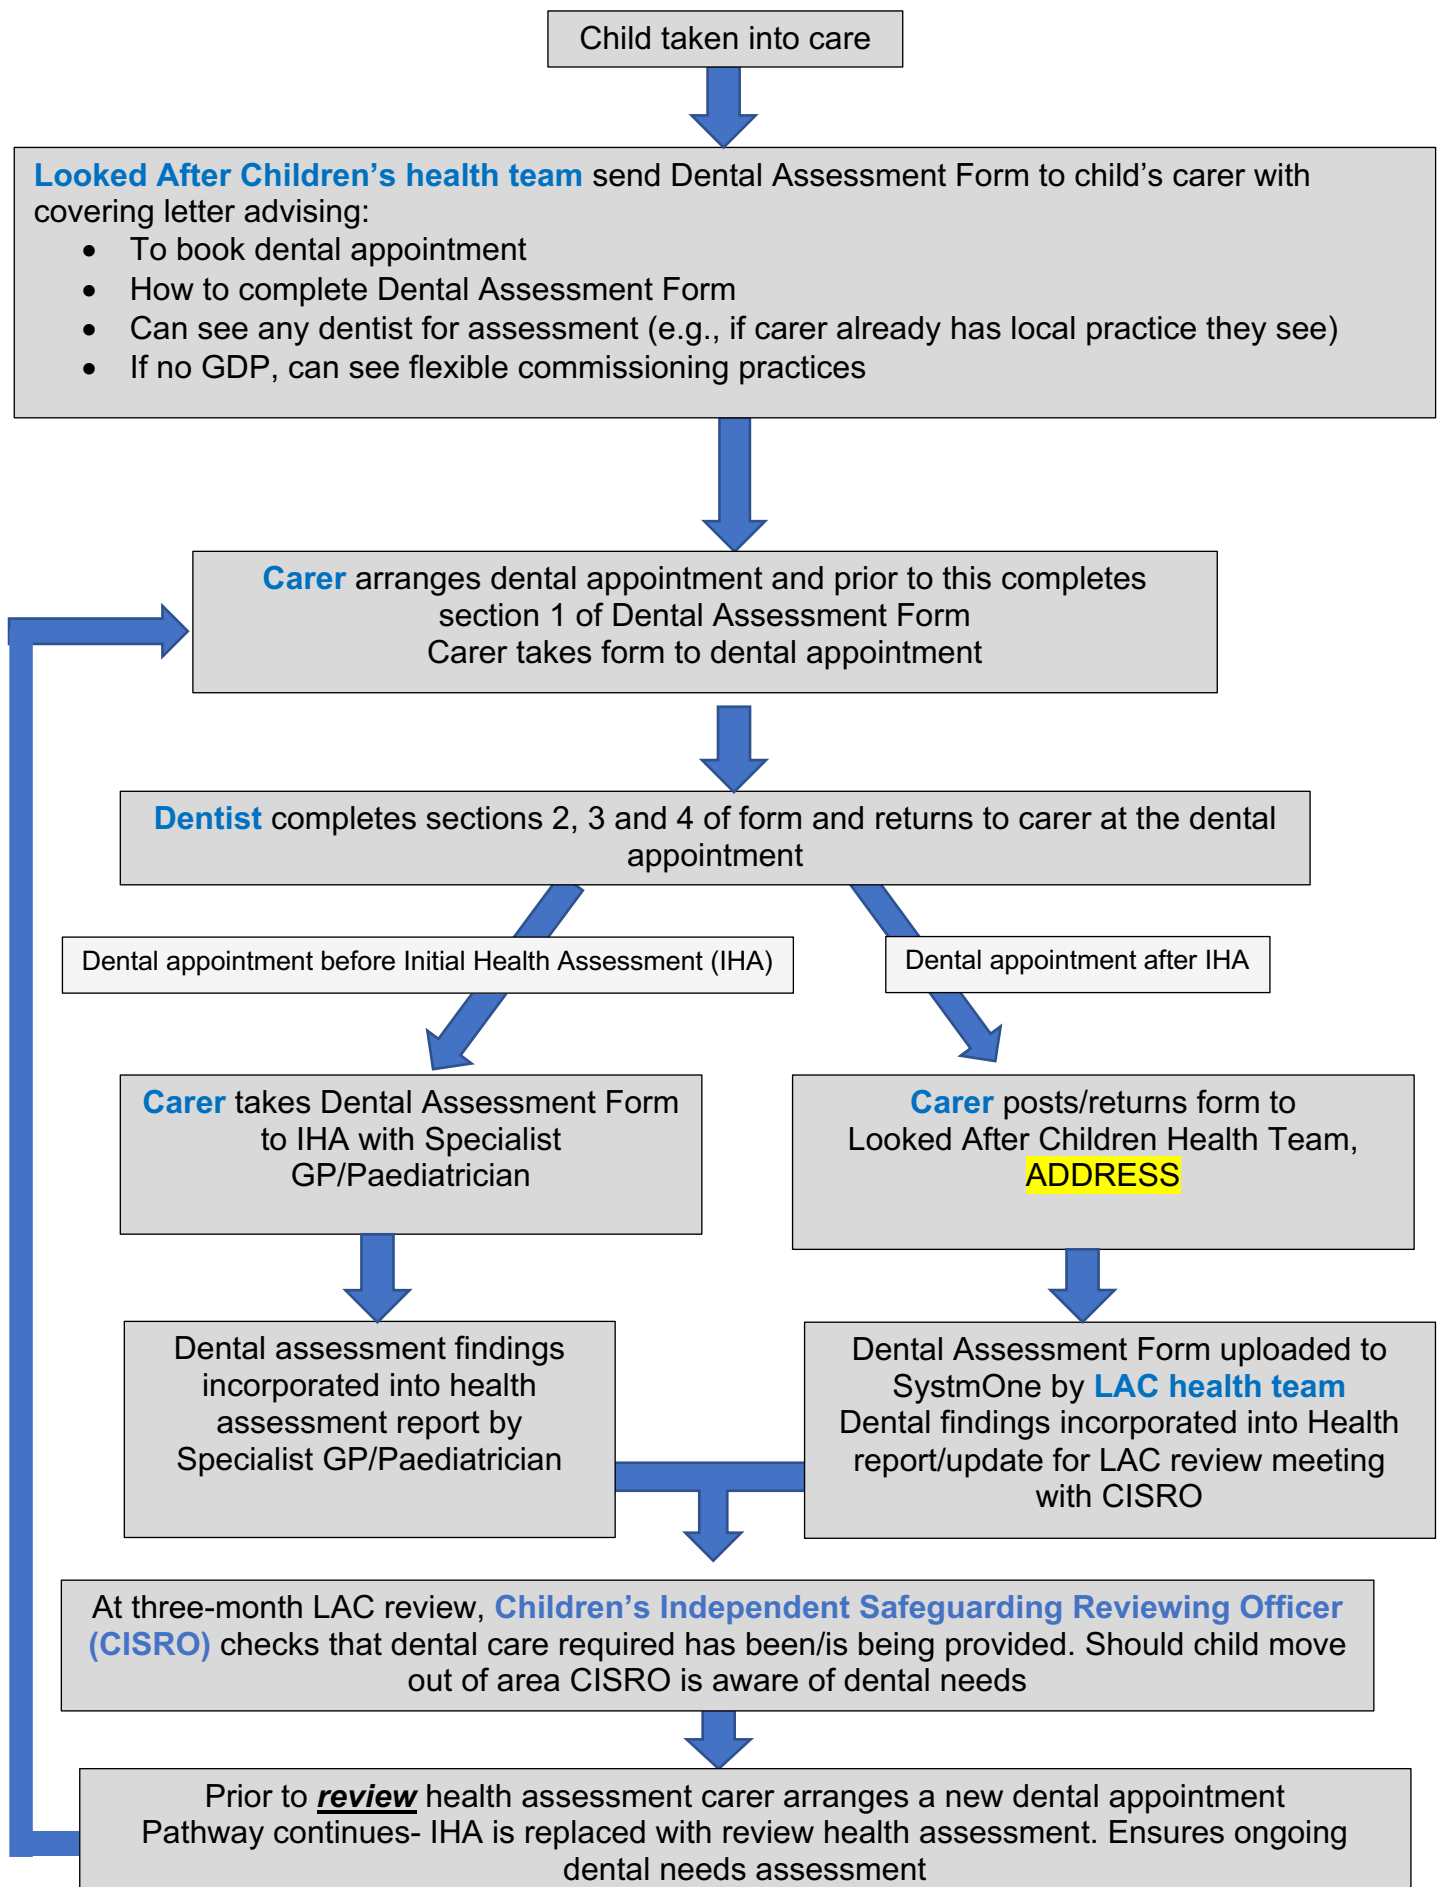 Child taken into care
Looked After Children’s health team send Dental Assessment Form to child’s carer with
covering letter advising:
• To book dental appointment
• How to complete Dental Assessment Form
• Can see any dentist for assessment (e.g., if carer already has local practice they see)
• If no GDP, can see flexible commissioning practices
Carer arranges dental appointment and prior to this completes
section 1 of Dental Assessment Form
Carer takes form to dental appointment
Dentist completes sections 2, 3 and 4 of form and returns to carer at the dental
appointment
Dental appointment before Initial Health Assessment (IHA)
Dental appointment after IHA
Carer takes Dental Assessment Form
to IHA with Specialist
GP/Paediatrician
Carer posts/returns form to
Looked After Children Health Team,
ADDRESS
Dental assessment findings
incorporated into health
assessment report by
Specialist GP/Paediatrician
Dental Assessment Form uploaded to
SystmOne by LAC health team
Dental findings incorporated into Health
report/update for LAC review meeting
with CISRO
At three-month LAC review, Children’s Independent Safeguarding Reviewing Officer
(CISRO) checks that dental care required has been/is being provided. Should child move
out of area CISRO is aware of dental needs
Prior to review health assessment carer arranges a new dental appointment
Pathway continues- IHA is replaced with review health assessment. Ensures ongoing
dental needs assessment